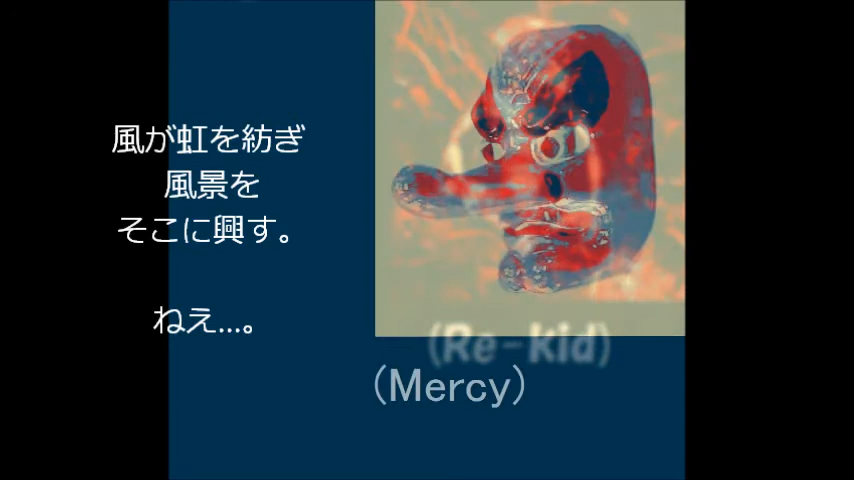 風が虹を紡ぎ
風景を
そこに興す。
ねえ...。
(Re-kid)
(Mercy)